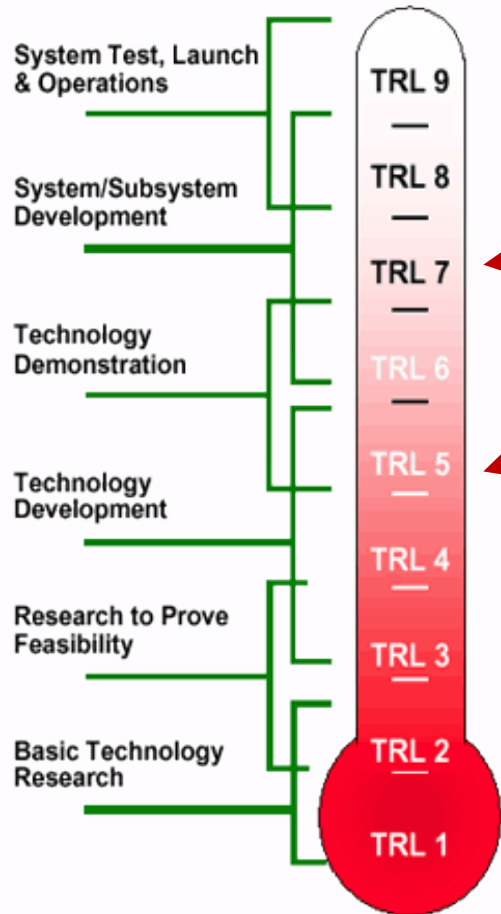 System Test, Launch
& Operations
System/Subsystem
Development
Technology
Demonstration
Technology
Development
Research to Prove
Feasibility
Basic Technology
Research
TRL 9
TRL 8
TRL 7
TRL 6
TRL 5
TRL 4
TRL 3
TRL 2
TRL 1